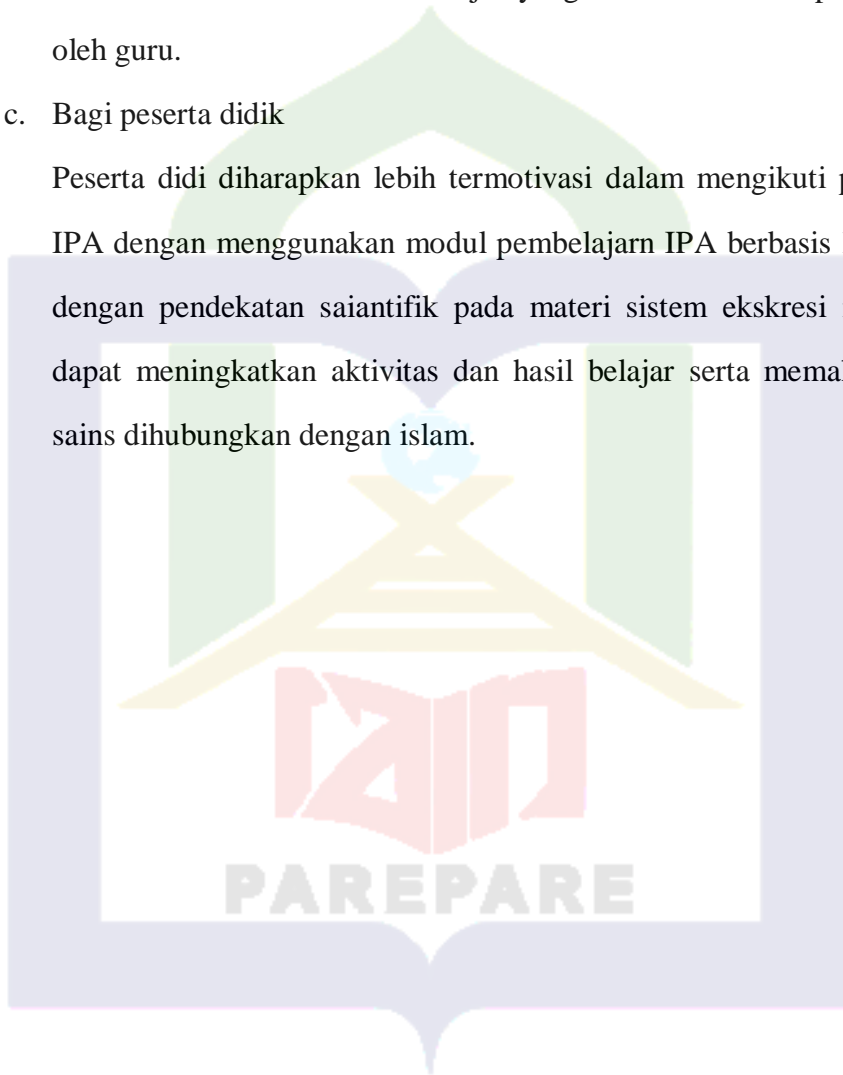 yang
oleh guru.
c. Bagi peserta didik
Peserta didi diharapkan lebih termotivasi dalam mengikuti
IPA dengan menggunakan modul pembelajarn IPA berbasis
dengan pendekatan saiantifik pada materi sistem ekskresi
dapat meningkatkan aktivitas dan hasil belajar serta
sains dihubungkan dengan islam.
iain
PAREPARE